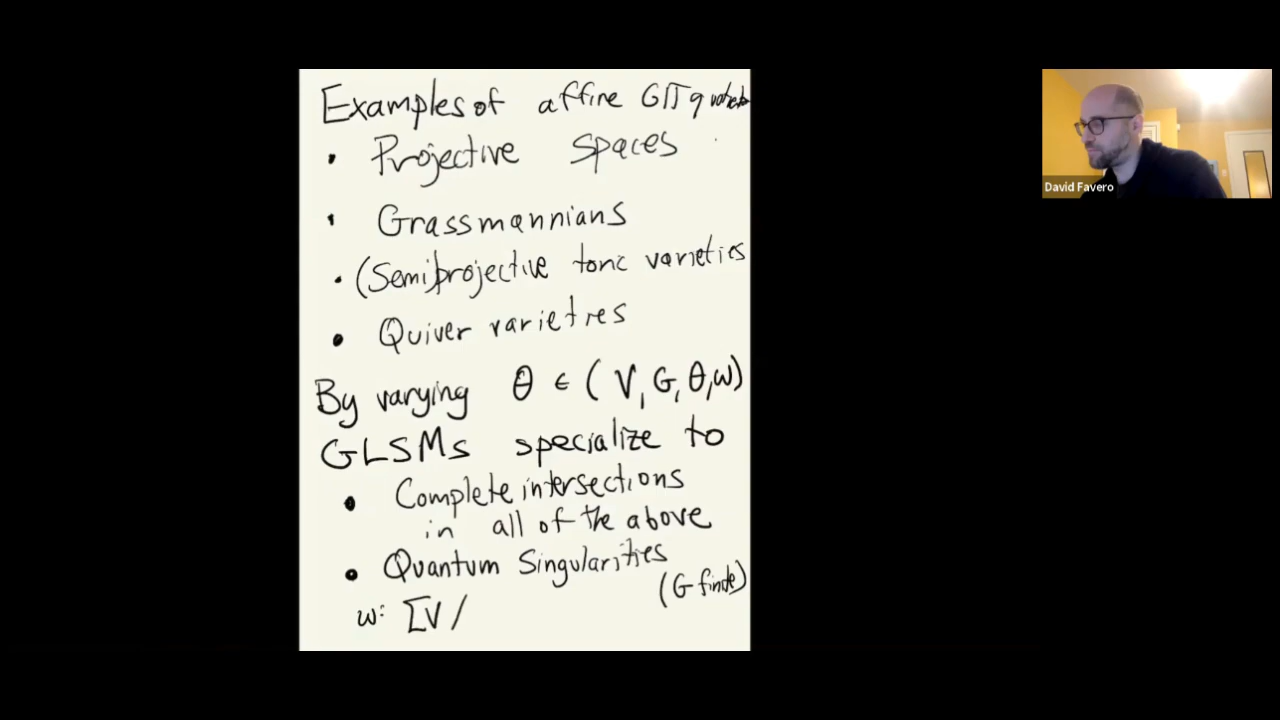 Examples of affine GIT quotients
• Projective Spaces
• Grassmannians
• (Semi)projective toric varieties
• Quiver varieties
By varying θ ∈ (V, G, θ, w)
GLSMs specialize to
• Complete intersections
in all of the above
• Quantum Singularities
(G finite)
w: [V/
David Favero